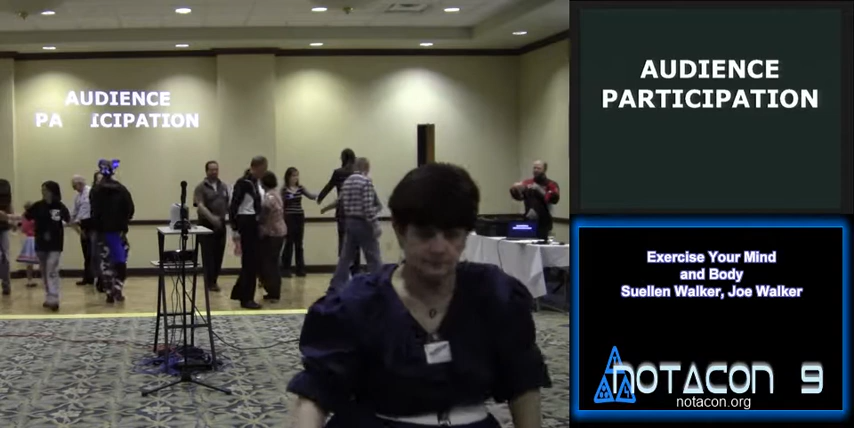 AUDIENCE
PA ICIPATION
AUDIENCE
PARTICIPATION
Exercise Your Mind
and Body
Suellen Walker, Joe Walker
NOTACON 9
notacon.org